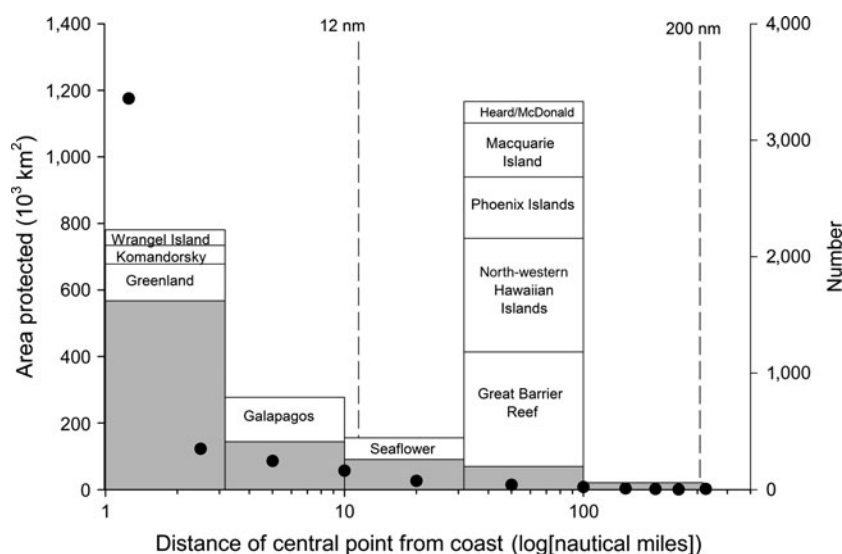 12 nm
200 nm
1,400
1,200
1,000
800
600
400
200
0
Area protected (10³ km²)
4,000
3,000
2,000
1,000
0
Number
Wrangel Island
Komandorsky
Greenland
Galapagos
Seaflower
Heard/McDonald
Macquarie
Island
Phoenix Islands
North-western
Hawaiian
Islands
Great Barrier
Reef
1
2
10
100
Distance of central point from coast (log[nautical miles])